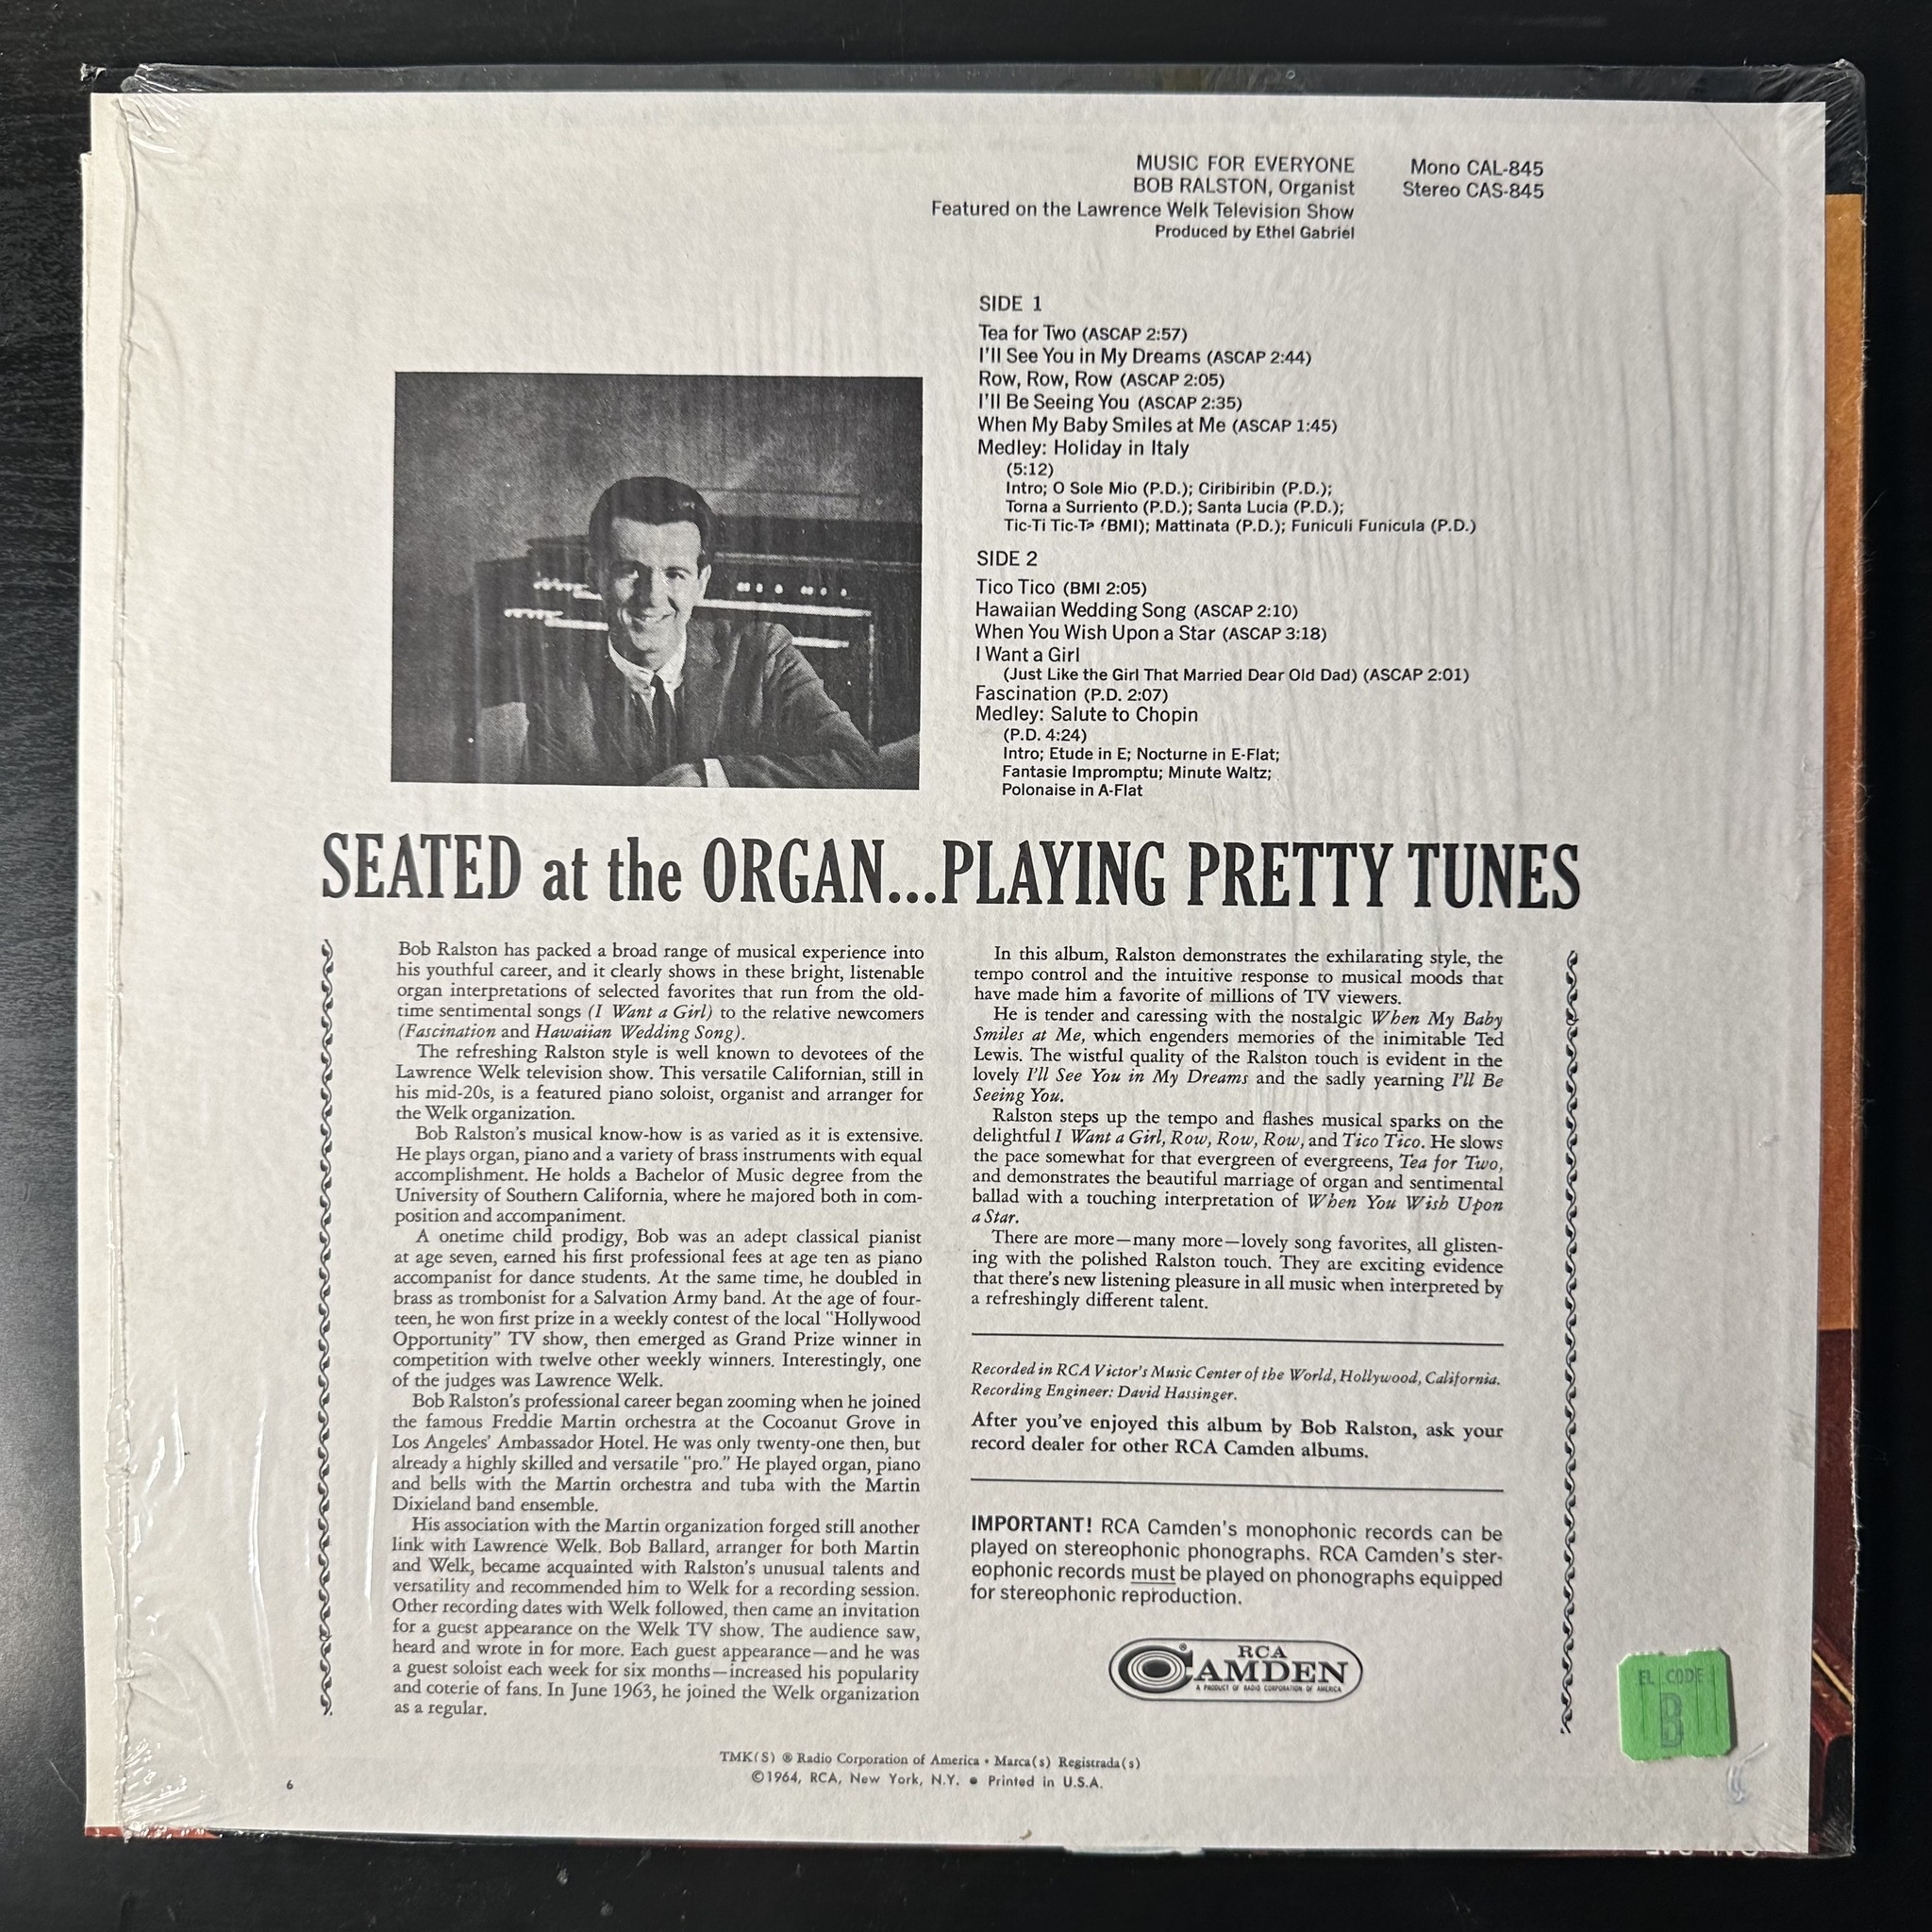 MUSIC FOR EVERYONE
BOB RALSTON, Organist
Featured on the Lawrence Welk Television Show
Produced by Ethel Gabriel
Mono CAL-845
Stereo CAS-845
SIDE 1
Tea for Two (ASCAP 2:57)
I'll See You in My Dreams (ASCAP 2:44)
Row, Row, Row (ASCAP 2:05)
I'll Be Seeing You (ASCAP 2:35)
When My Baby Smiles at Me (ASCAP 1:45)
Medley: Holiday in Italy
(5:12)
Intro; O Sole Mio (P.D.); Ciribiribin (P.D.);
Torna a Surriento (P.D.); Santa Lucia (P.D.);
Tic-Ti Tic-Ta (BMI); Mattinata (P.D.); Funiculi Funicula (P.D.)
SIDE 2
Tico Tico (BMI 2:05)
Hawaiian Wedding Song (ASCAP 2:10)
When You Wish Upon a Star (ASCAP 3:18)
I Want a Girl
(Just Like the Girl That Married Dear Old Dad) (ASCAP 2:01)
Fascination (P.D. 2:07)
Medley: Salute to Chopin
(P.D. 4:24)
Intro; Etude in E; Nocturne in E-Flat;
Fantasie Impromptu; Minute Waltz;
Polonaise in A-Flat
SEATED at the ORGAN...PLAYING PRETTY TUNES
Bob Ralston has packed a broad range of musical experience into
his youthful career, and it clearly shows in these bright, listenable
organ interpretations of selected favorites that run from the old-
time sentimental songs (I Want a Girl) to the relative newcomers
(Fascination and Hawaiian Wedding Song).
The refreshing Ralston style is well known to devotees of the
Lawrence Welk television show. This versatile Californian, still in
his mid-20s, is a featured piano soloist, organist and arranger for
the Welk organization.
Bob Ralston's musical know-how is as varied as it is extensive.
He plays organ, piano and a variety of brass instruments with equal
accomplishment. He holds a Bachelor of Music degree from the
University of Southern California, where he majored both in com-
position and accompaniment.
A onetime child prodigy, Bob was an adept classical pianist
at age seven, earned his first professional fees at age ten as piano
accompanist for dance students. At the same time, he doubled in
brass as trombonist for a Salvation Army band. At the age of four-
teen, he won first prize in a weekly contest of the local "Hollywood
Opportunity" TV show, then emerged as Grand Prize winner in
competition with twelve other weekly winners. Interestingly, one
of the judges was Lawrence Welk.
Bob Ralston's professional career began zooming when he joined
the famous Freddie Martin orchestra at the Cocoanut Grove in
Los Angeles' Ambassador Hotel. He was only twenty-one then, but
already a highly skilled and versatile "pro." He played organ, piano
and bells with the Martin orchestra and tuba with the Martin
Dixieland band ensemble.
His association with the Martin organization forged still another
link with Lawrence Welk. Bob Ballard, arranger for both Martin
and Welk, became acquainted with Ralston's unusual talents and
versatility and recommended him to Welk for a recording session.
Other recording dates with Welk followed, then came an invitation
for a guest appearance on the Welk TV show. The audience saw,
heard and wrote in for more. Each guest appearance—and he was
a guest soloist each week for six months—increased his popularity
and coterie of fans. In June 1963, he joined the Welk organization
as a regular.
In this album, Ralston demonstrates the exhilarating style, the
tempo control and the intuitive response to musical moods that
have made him a favorite of millions of TV viewers.
He is tender and caressing with the nostalgic When My Baby
Smiles at Me, which engenders memories of the inimitable Ted
Lewis. The wistful quality of the Ralston touch is evident in the
lovely I'll See You in My Dreams and the sadly yearning I'll Be
Seeing You.
Ralston steps up the tempo and flashes musical sparks on the
delightful I Want a Girl, Row, Row, Row, and Tico Tico. He slows
the pace somewhat for that evergreen of evergreens, Tea for Two,
and demonstrates the beautiful marriage of organ and sentimental
ballad with a touching interpretation of When You Wish Upon
a Star.
There are more—many more—lovely song favorites, all glisten-
ing with the polished Ralston touch. They are exciting evidence
that there's new listening pleasure in all music when interpreted by
a refreshingly different talent.
Recorded in RCA Victor's Music Center of the World, Hollywood, California.
Recording Engineer: David Hassinger.
After you've enjoyed this album by Bob Ralston, ask your
record dealer for other RCA Camden albums.
IMPORTANT! RCA Camden's monophonic records can be
played on stereophonic phonographs. RCA Camden's ster-
eophonic records must be played on phonographs equipped
for stereophonic reproduction.
RCA
CAMDEN ®
A PRODUCT OF RADIO CORPORATION OF AMERICA
EL CODE
B
TMK(S) ® Radio Corporation of America • Marca(s) Registrada(s)
©1964, RCA, New York, N.Y. • Printed in U.S.A.
6